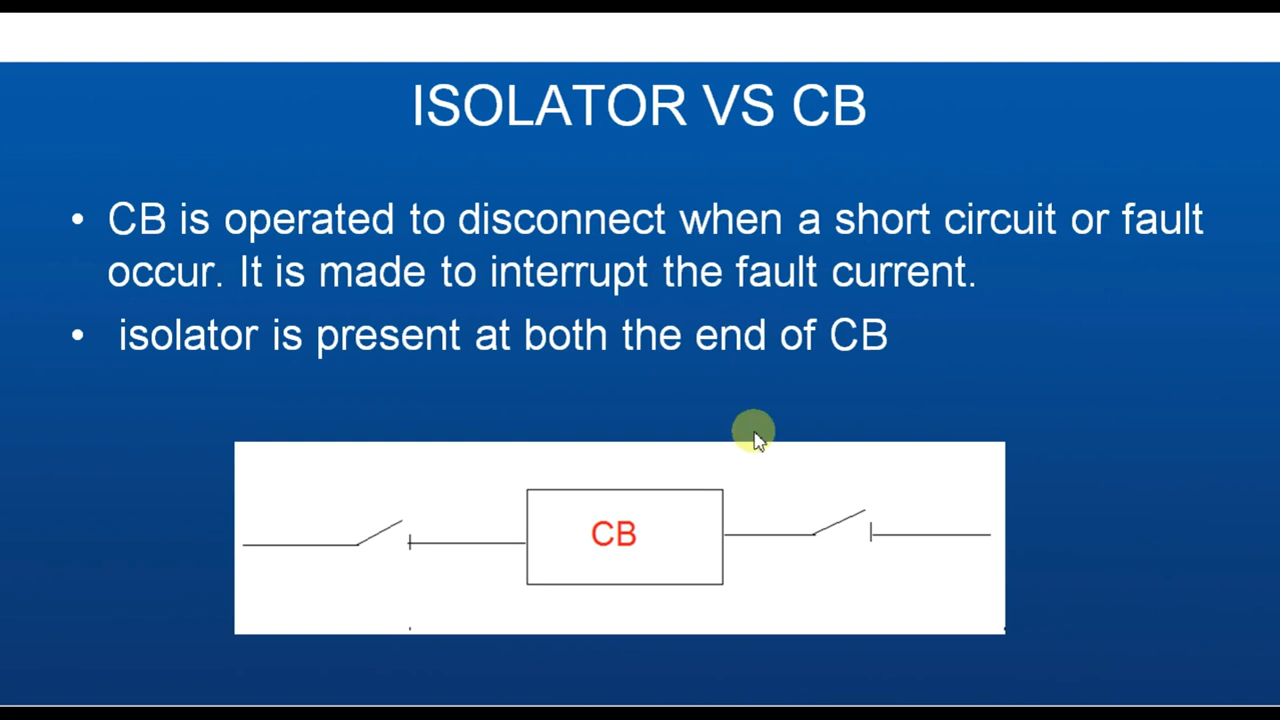 ISOLATOR VS CB
• CB is operated to disconnect when a short circuit or fault
occur. It is made to interrupt the fault current.
• isolator is present at both the end of CB
CB